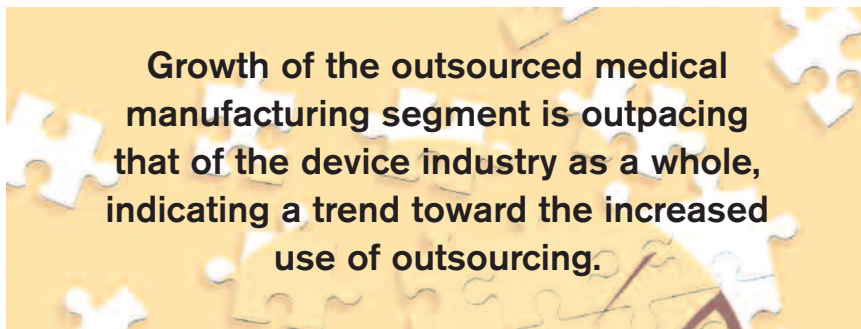 Growth of the outsourced medical
manufacturing segment is outpacing
that of the device industry as a whole,
indicating a trend toward the increased
use of outsourcing.